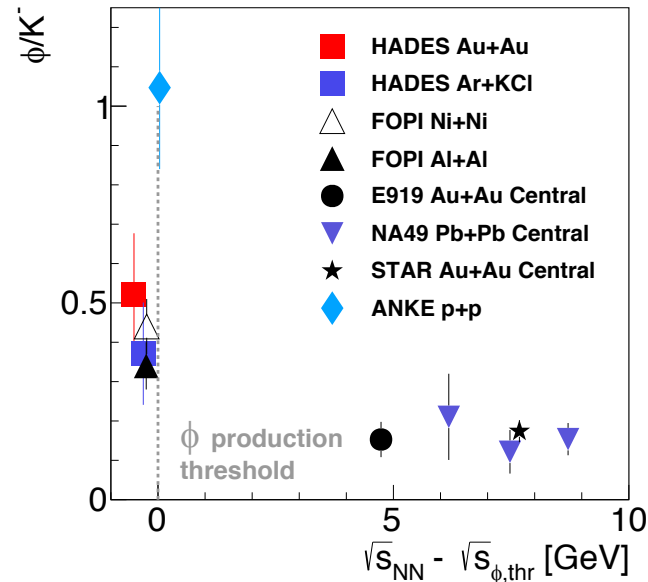 ϕ/K⁻
HADES Au+Au
HADES Ar+KCl
FOPI Ni+Ni
FOPI Al+Al
E919 Au+Au Central
NA49 Pb+Pb Central
STAR Au+Au Central
ANKE p+p
1
0.5
0
ϕ production
threshold
0 5 10
√s_NN - √s_ϕ,thr [GeV]